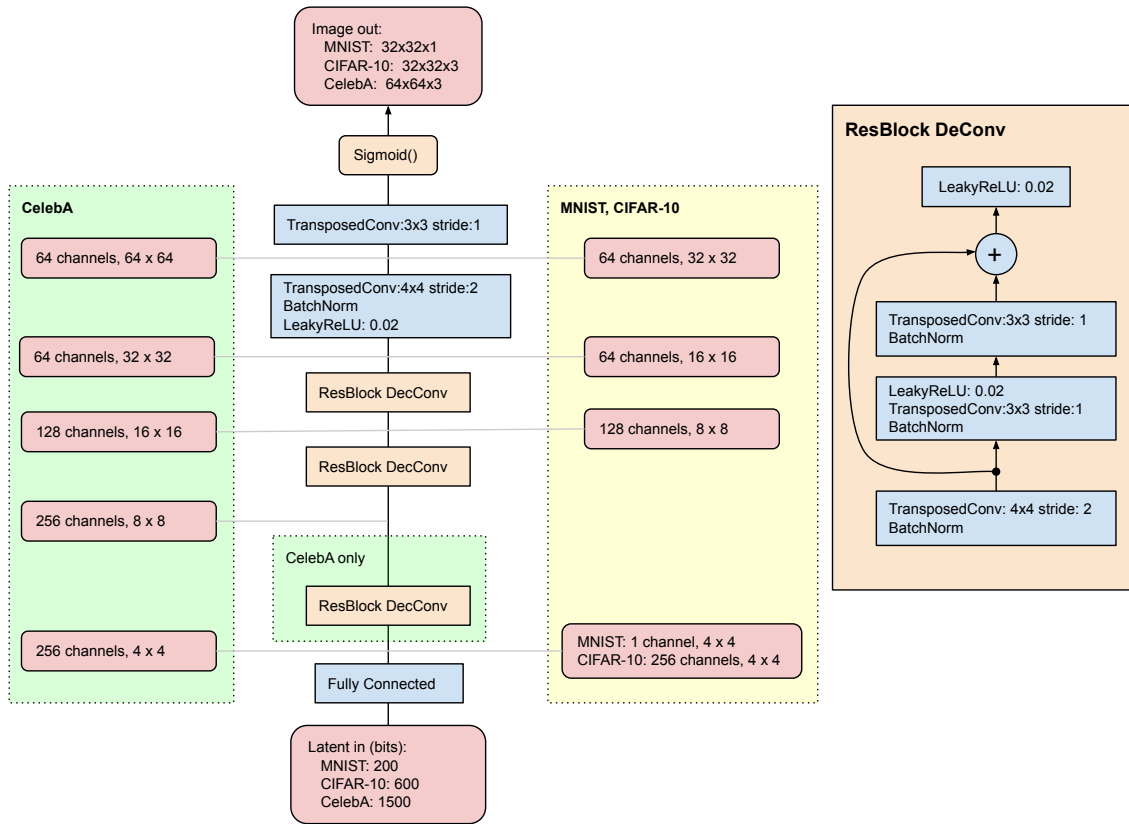 Image out:
MNIST: 32x32x1
CIFAR-10: 32x32x3
CelebA: 64x64x3
Sigmoid()
CelebA
TransposedConv:3x3 stride:1
MNIST, CIFAR-10
64 channels, 64 x 64
64 channels, 32 x 32
TransposedConv:4x4 stride:2
BatchNorm
LeakyReLU: 0.02
64 channels, 32 x 32
64 channels, 16 x 16
ResBlock DecConv
128 channels, 16 x 16
128 channels, 8 x 8
ResBlock DecConv
256 channels, 8 x 8
CelebA only
ResBlock DecConv
256 channels, 4 x 4
MNIST: 1 channel, 4 x 4
CIFAR-10: 256 channels, 4 x 4
Fully Connected
Latent in (bits):
MNIST: 200
CIFAR-10: 600
CelebA: 1500
ResBlock DeConv
LeakyReLU: 0.02
+
TransposedConv:3x3 stride: 1
BatchNorm
LeakyReLU: 0.02
TransposedConv:3x3 stride:1
BatchNorm
TransposedConv: 4x4 stride: 2
BatchNorm